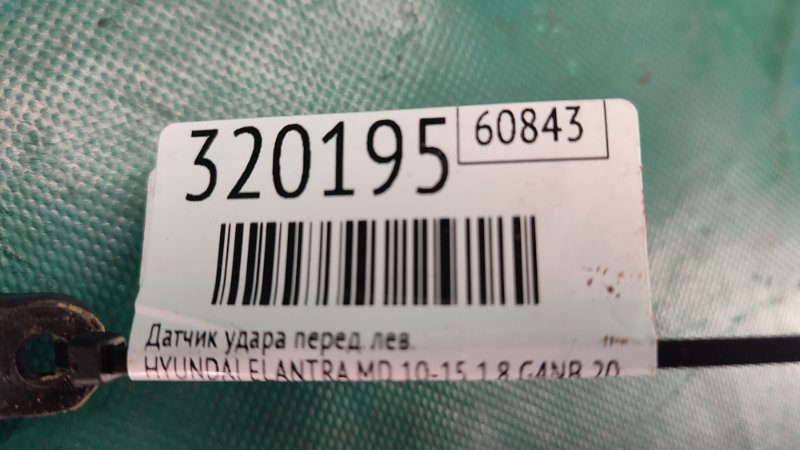 320195
60843
Датчик удара перед. лев.
HYUNDAI ELANTRA MD 10-15 1.8 G4NB 20